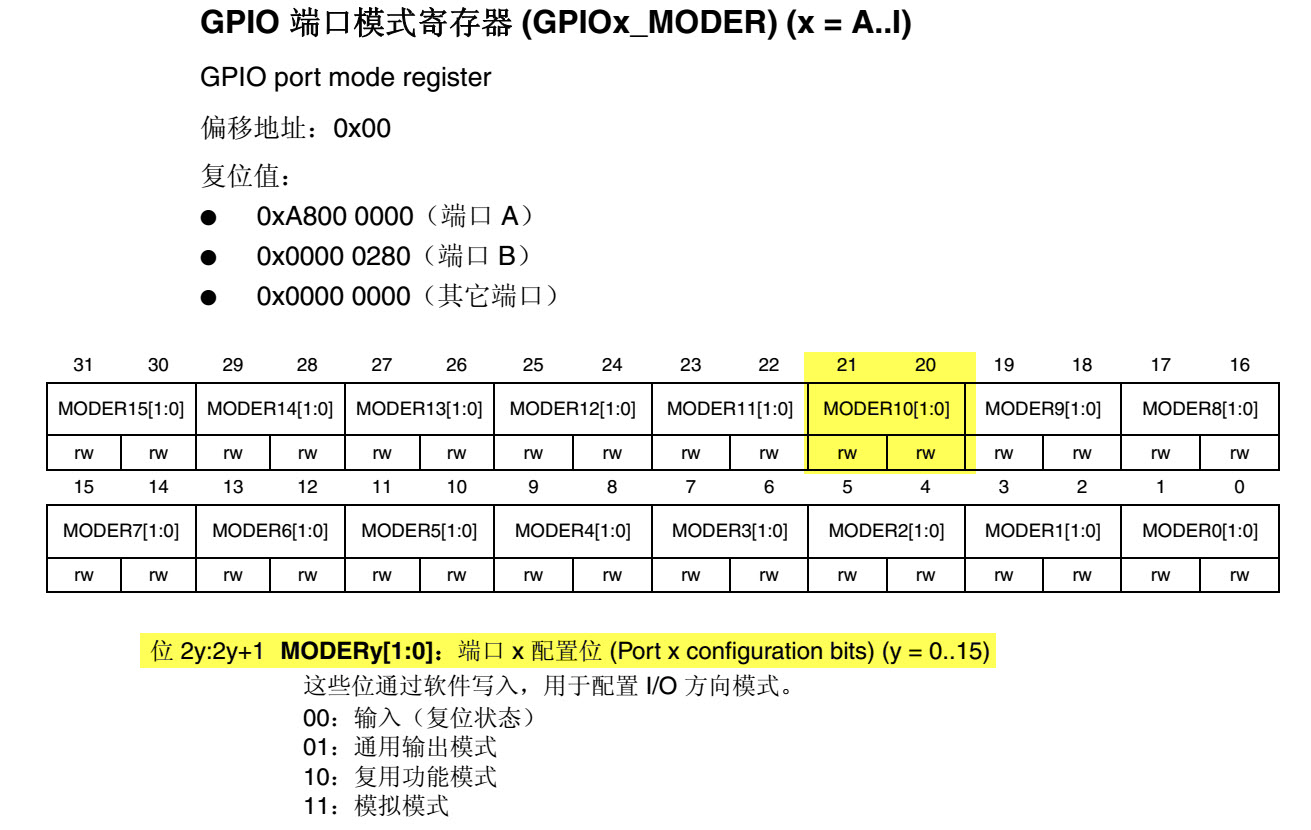 GPIO 端口模式寄存器 (GPIOx_MODER) (x = A..I)
GPIO port mode register
偏移地址：0x00
复位值：
● 0xA800 0000（端口 A）
● 0x0000 0280（端口 B）
● 0x0000 0000（其它端口）
31 30 29 28 27 26 25 24 23 22 21 20 19 18 17 16
MODER15[1:0] MODER14[1:0] MODER13[1:0] MODER12[1:0] MODER11[1:0] MODER10[1:0] MODER9[1:0] MODER8[1:0]
rw rw rw rw rw rw rw rw rw rw rw rw rw rw rw rw
15 14 13 12 11 10 9 8 7 6 5 4 3 2 1 0
MODER7[1:0] MODER6[1:0] MODER5[1:0] MODER4[1:0] MODER3[1:0] MODER2[1:0] MODER1[1:0] MODER0[1:0]
rw rw rw rw rw rw rw rw rw rw rw rw rw rw rw rw
位 2y:2y+1 MODERy[1:0]：端口 x 配置位 (Port x configuration bits) (y = 0..15)
这些位通过软件写入，用于配置 I/O 方向模式。
00：输入（复位状态）
01：通用输出模式
10：复用功能模式
11：模拟模式